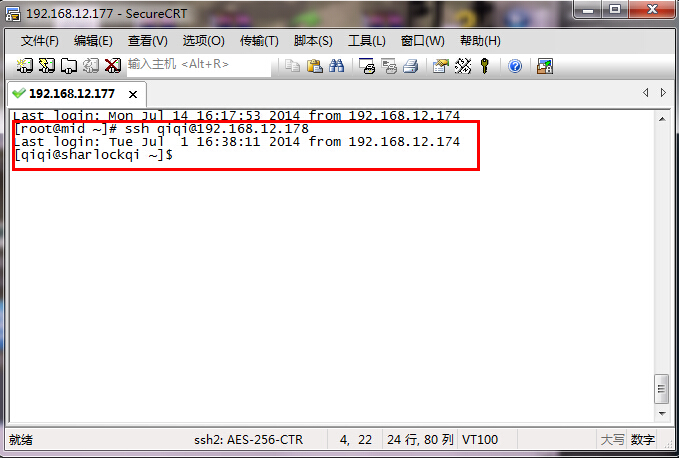 192.168.12.177 - SecureCRT
文件(F) 编辑(E) 查看(V) 选项(O) 传输(T) 脚本(S) 工具(L) 窗口(W) 帮助(H)
输入主机 <Alt+R>
192.168.12.177
Last login: Mon Jul 14 16:17:53 2014 from 192.168.12.174
[root@mid ~]# ssh qiqi@192.168.12.178
Last login: Tue Jul  1 16:38:11 2014 from 192.168.12.174
[qiqi@sharlockqi ~]$
就绪 ssh2: AES-256-CTR 4, 22 24 行, 80 列 VT100 大写 数字